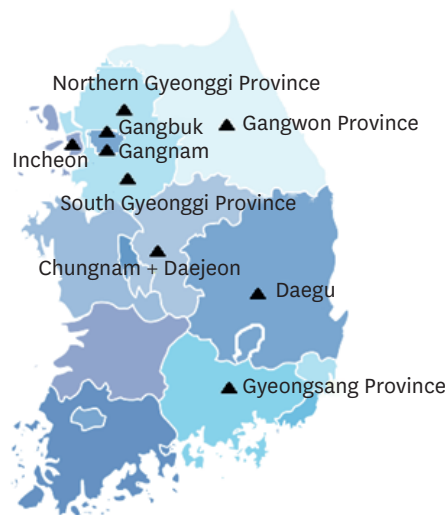 Northern Gyeonggi Province
Gangbuk
Gangwon Province
Incheon
Gangnam
South Gyeonggi Province
Chungnam + Daejeon
Daegu
Gyeongsang Province